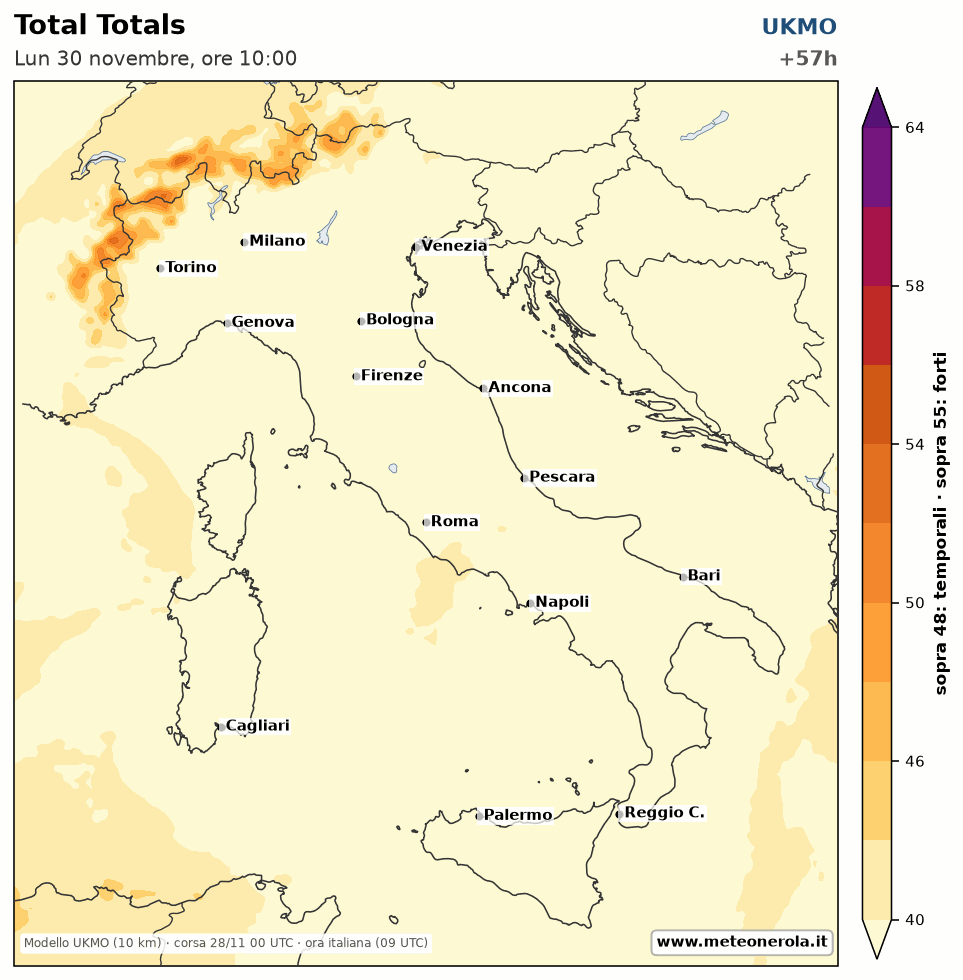 Total Totals
UKMO
Lun 30 novembre, ore 10:00
+57h
64
58
54
50
46
40
sopra 48: temporali · sopra 55: forti
Milano
Venezia
Torino
Genova
Bologna
Firenze
Ancona
Pescara
Roma
Bari
Napoli
Cagliari
Palermo
Reggio C.
Modello UKMO (10 km) · corsa 28/11 00 UTC · ora italiana (09 UTC)
www.meteonerola.it